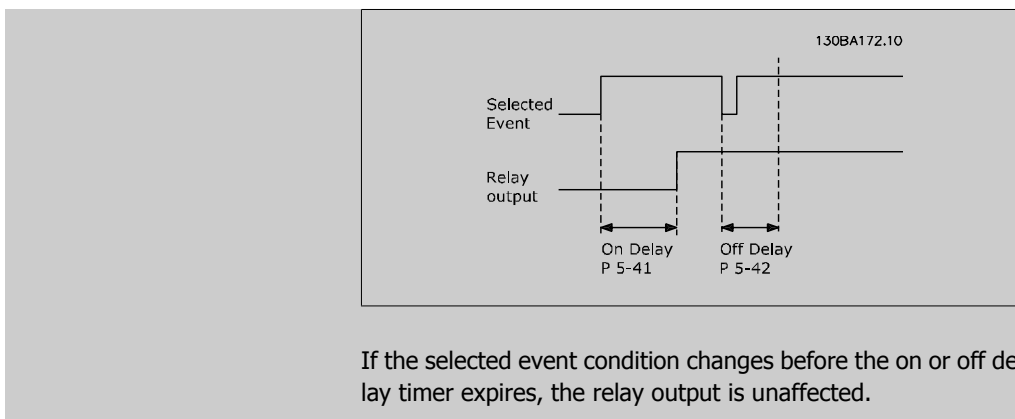 130BA172.10
Selected
Event
Relay
output
On Delay
P 5-41
Off Delay
P 5-42
If the selected event condition changes before the on or off de
lay timer expires, the relay output is unaffected.